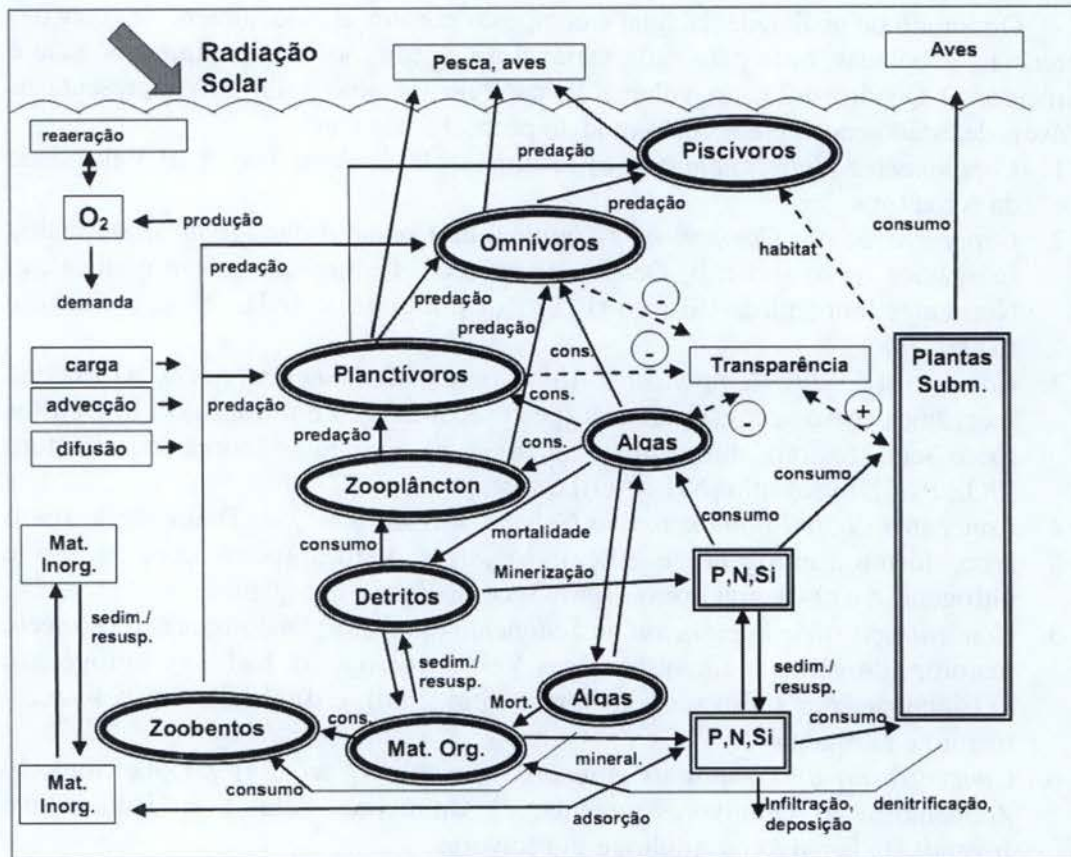 Radiação
Solar
Pesca, aves
Aves
reaeração
O₂
produção
demanda
predação
Piscívoros
predação
Omnívoros
habitat
consumo
predação
predação
predação
-
-
carga
advecção
difusão
predação
Planctívoros
cons.
cons.
Transparência
-
+
Plantas
Subm.
predação
cons.
Algas
consumo
Zooplâncton
consumo
mortalidade
consumo
Mat.
Inorg.
Detritos
Minerização
P,N,Si
sedim./
resusp.
sedim./
resusp.
sedim./
resusp.
Mort.
Algas
Zoobentos
cons.
Mat. Org.
P,N,Si
consumo
mineral.
Mat.
Inorg.
consumo
adsorção
Infiltração,
deposição
denitrificação,